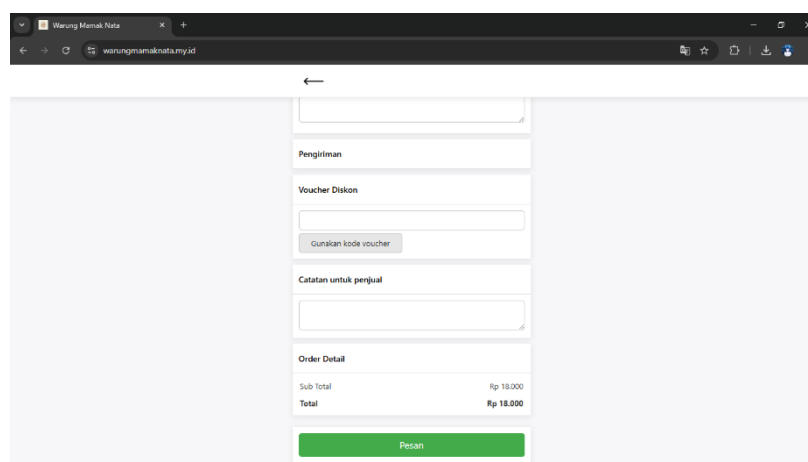 Warung Mamak Nata
warungmamaknata.my.id
Pengiriman
Voucher Diskon
Gunakan kode voucher
Catatan untuk penjual
Order Detail
Sub Total Rp 18.000
Total Rp 18.000
Pesan